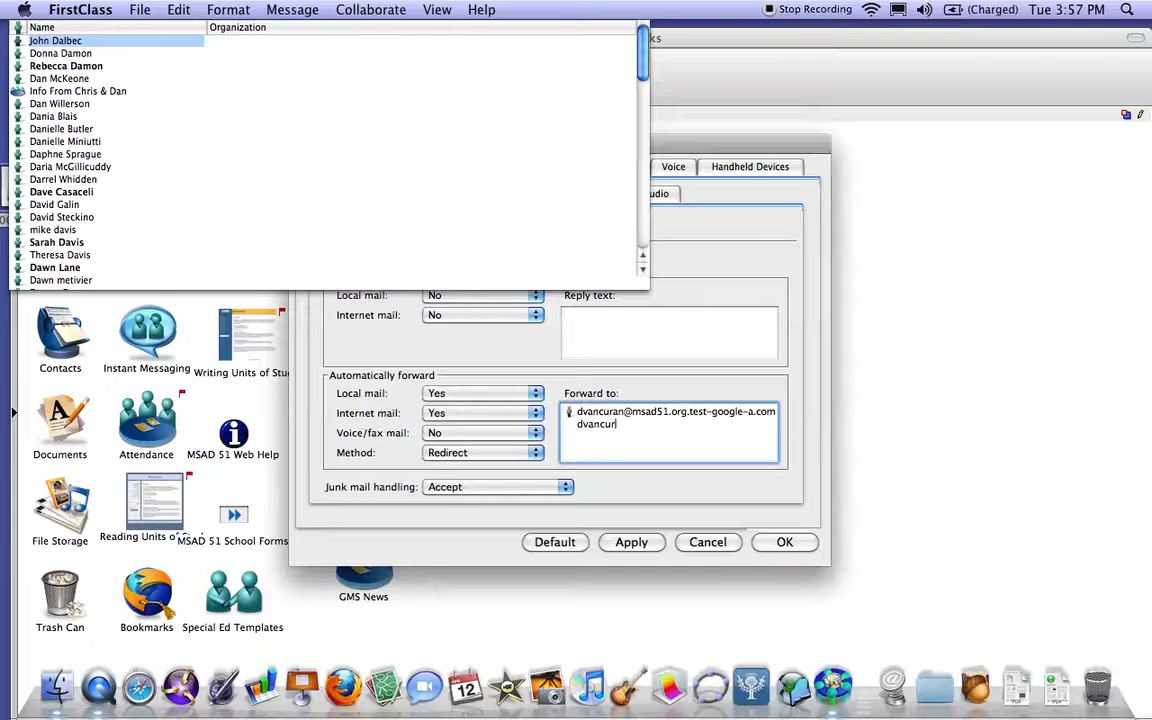 FirstClass File Edit Format Message Collaborate View Help Stop Recording (Charged) Tue 3:57 PM
Name Organization
John Dalbec
Donna Damon
Rebecca Damon
Dan McKeone
Info From Chris & Dan
Dan Willerson
Dania Blais
Danielle Butler
Danielle Miniutti
Daphne Sprague
Daria McGillicuddy
Darrel Whidden
Dave Casaceli
David Galin
David Steckino
mike davis
Sarah Davis
Theresa Davis
Dawn Lane
Dawn metivier
ks
Voice Handheld Devices
udio
Local mail: No Reply text:
Internet mail: No
Automatically forward
Local mail: Yes Forward to:
Internet mail: Yes dvancuran@msad51.org.test-google-a.com
dvancur
Voice/fax mail: No
Method: Redirect
Junk mail handling: Accept
Default Apply Cancel OK
Contacts Instant Messaging Writing Units of Stu
Documents Attendance MSAD 51 Web Help
File Storage Reading Units of MSAD 51 School Forms
Trash Can Bookmarks Special Ed Templates
GMS News
12